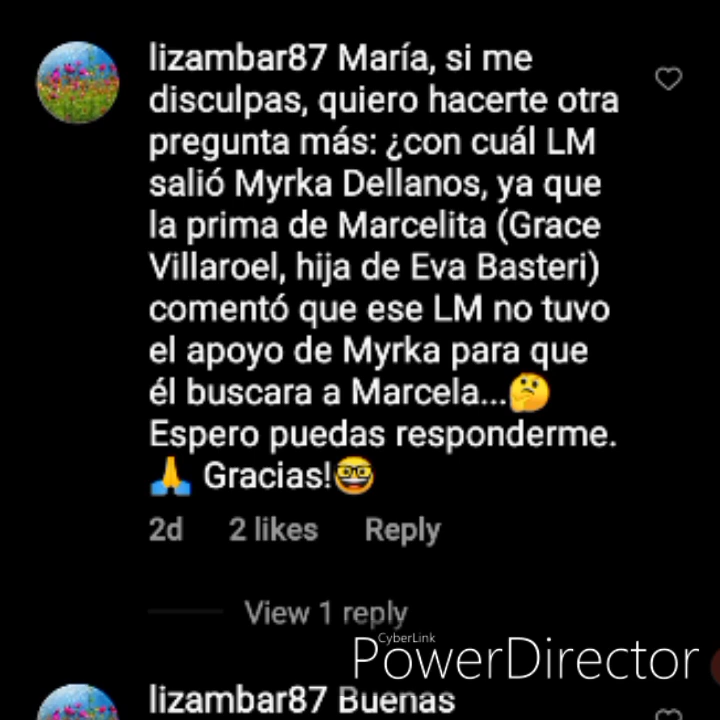 lizambar87 María, si me
disculpas, quiero hacerte otra
pregunta más: ¿con cuál LM
salió Myrka Dellanos, ya que
la prima de Marcelita (Grace
Villaroel, hija de Eva Basteri)
comentó que ese LM no tuvo
el apoyo de Myrka para que
él buscara a Marcela...🤔
Espero puedas responderme.
🙏 Gracias!🤓
2d 2 likes Reply
View 1 reply
CyberLink
PowerDirector
lizambar87 Buenas